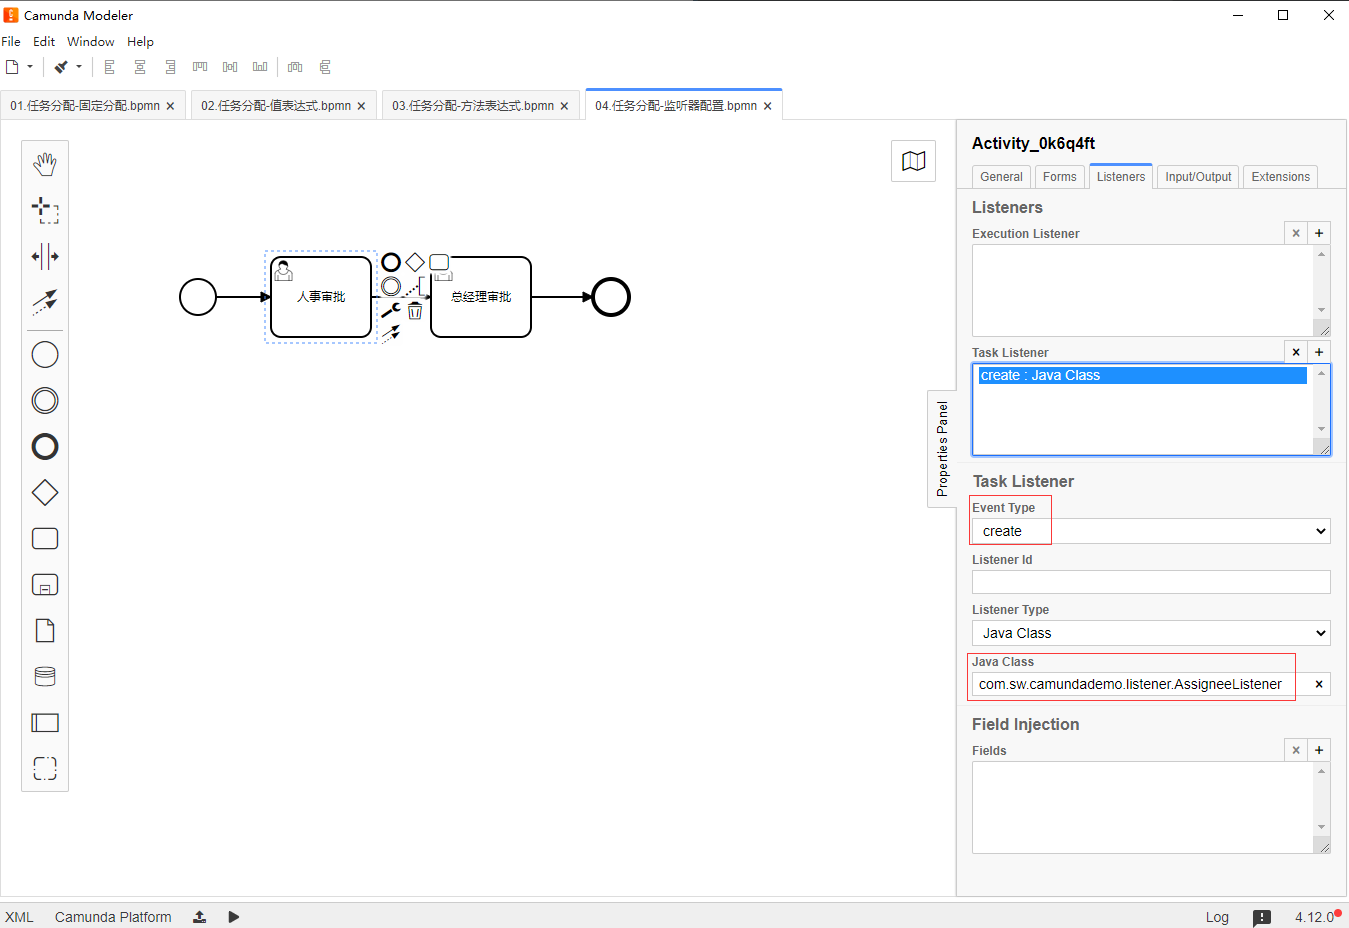 Camunda Modeler
File Edit Window Help
01.任务分配-固定分配.bpmn
02.任务分配-值表达式.bpmn
03.任务分配-方法表达式.bpmn
04.任务分配-监听器配置.bpmn
人事审批
总经理审批
Properties Panel
Activity_0k6q4ft
General
Forms
Listeners
Input/Output
Extensions
Listeners
Execution Listener
Task Listener
create : Java Class
Task Listener
Event Type
create
Listener Id
Listener Type
Java Class
Java Class
com.sw.camundademo.listener.AssigneeListener
Field Injection
Fields
XML
Camunda Platform
Log
4.12.0